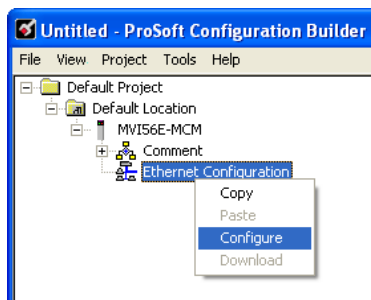 Untitled - ProSoft Configuration Builder
File View Project Tools Help
Default Project
Default Location
MVI56E-MCM
Comment
Ethernet Configuration
Copy
Paste
Configure
Download